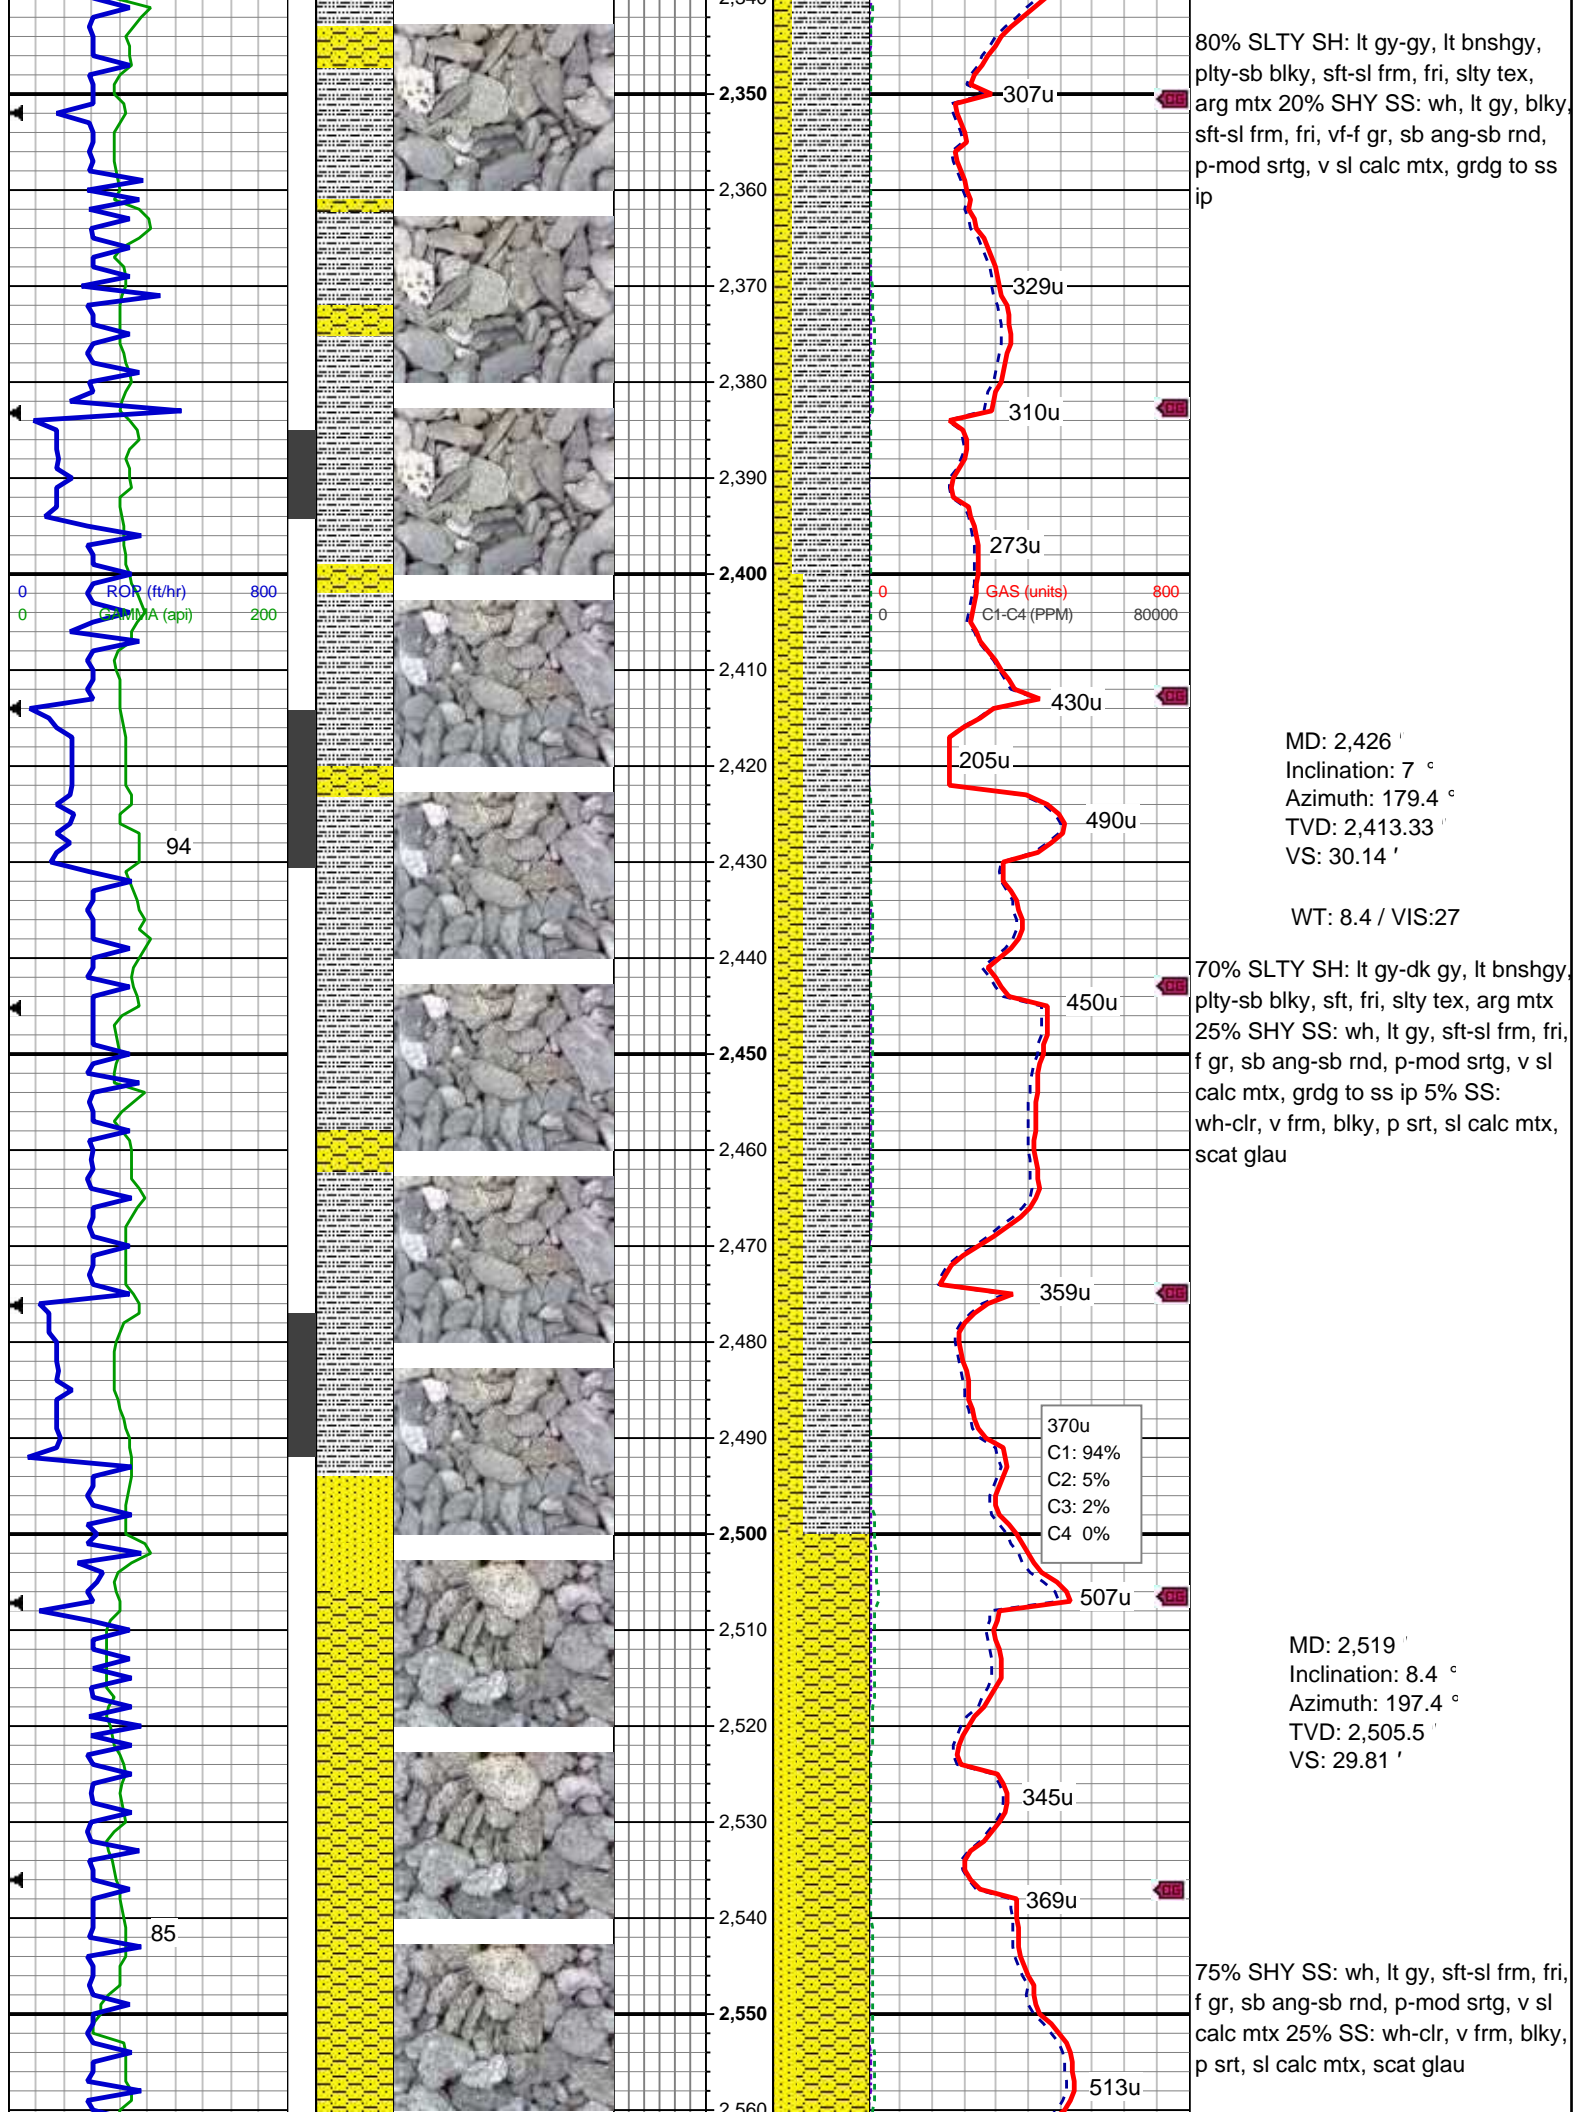 2,340
80% SLTY SH: lt gy-gy, lt bnshgy,
plty-sb blky, sft-sl frm, fri, slty tex,
arg mtx 20% SHY SS: wh, lt gy, blky,
sft-sl frm, fri, vf-f gr, sb ang-sb rnd,
p-mod srtg, v sl calc mtx, grdg to ss
ip
2,350
307u
CG
2,360
2,370
329u
2,380
310u
CG
2,390
273u
2,400
0 ROP (ft/hr) 800
0 GAMMA (api) 200
0 GAS (units) 800
0 C1-C4 (PPM) 80000
2,410
430u
CG
MD: 2,426 '
Inclination: 7 °
Azimuth: 179.4 °
TVD: 2,413.33 '
VS: 30.14 '
205u
2,420
490u
94
2,430
WT: 8.4 / VIS:27
2,440
70% SLTY SH: lt gy-dk gy, lt bnshgy,
plty-sb blky, sft, fri, slty tex, arg mtx
25% SHY SS: wh, lt gy, sft-sl frm, fri,
f gr, sb ang-sb rnd, p-mod srtg, v sl
calc mtx, grdg to ss ip 5% SS:
wh-clr, v frm, blky, p srt, sl calc mtx,
scat glau
CG
450u
2,450
2,460
2,470
359u
CG
2,480
370u
C1: 94%
C2: 5%
C3: 2%
C4 0%
2,490
2,500
507u
CG
2,510
MD: 2,519 '
Inclination: 8.4 °
Azimuth: 197.4 °
TVD: 2,505.5 '
VS: 29.81 '
2,520
345u
2,530
369u
CG
2,540
85
75% SHY SS: wh, lt gy, sft-sl frm, fri,
f gr, sb ang-sb rnd, p-mod srtg, v sl
calc mtx 25% SS: wh-clr, v frm, blky,
p srt, sl calc mtx, scat glau
2,550
513u
2,560